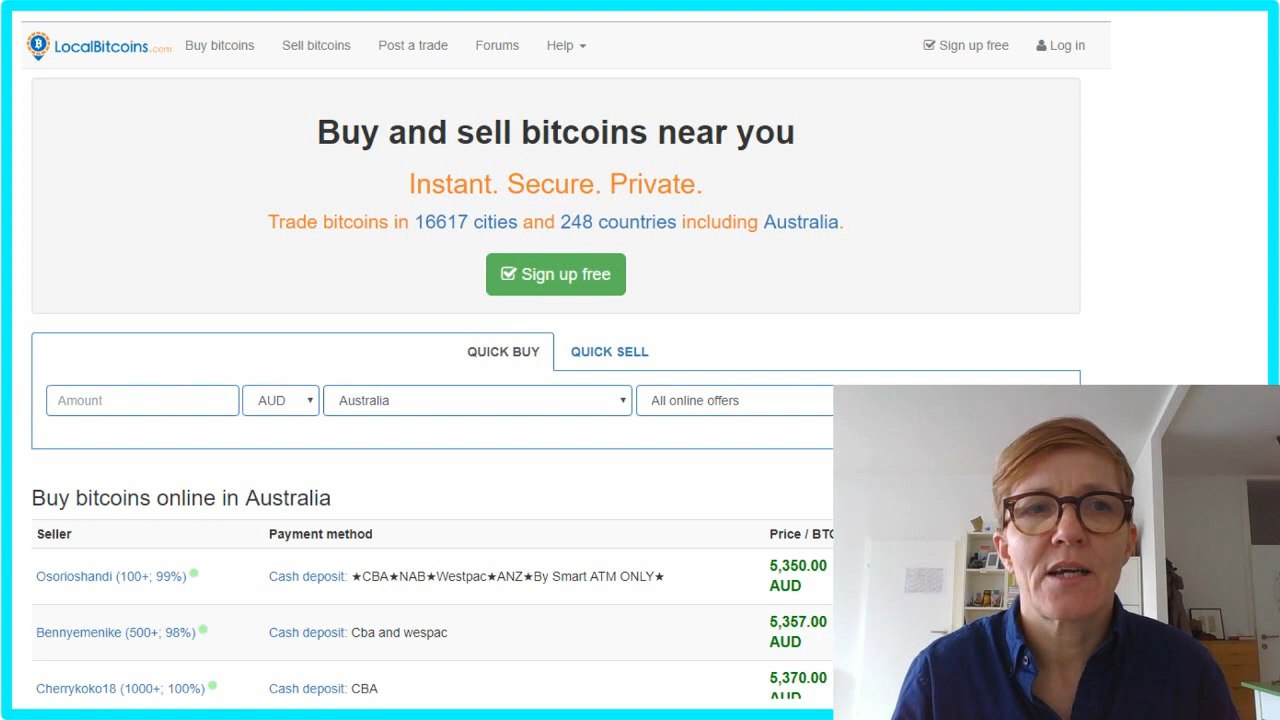 LocalBitcoins.com Buy bitcoins Sell bitcoins Post a trade Forums Help Sign up free Log in
Buy and sell bitcoins near you
Instant. Secure. Private.
Trade bitcoins in 16617 cities and 248 countries including Australia.
Sign up free
QUICK BUY QUICK SELL
Amount AUD Australia All online offers
Buy bitcoins online in Australia
Seller Payment method Price / BTC
Osorioshandi (100+; 99%) Cash deposit: ★CBA★NAB★Westpac★ANZ★By Smart ATM ONLY★ 5,350.00
AUD
Bennyemenike (500+; 98%) Cash deposit: Cba and wespac 5,357.00
AUD
Cherrykoko18 (1000+; 100%) Cash deposit: CBA 5,370.00
AUD